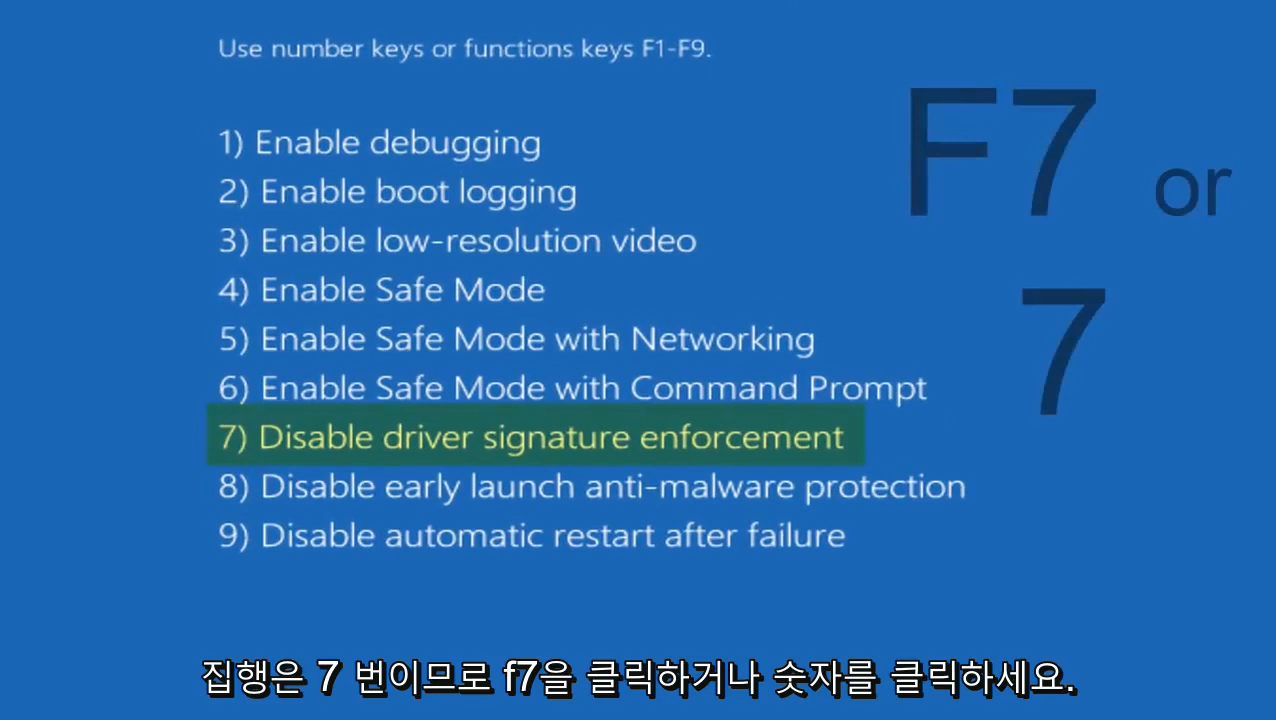 Use number keys or functions keys F1-F9.
F7 or
7
1) Enable debugging
2) Enable boot logging
3) Enable low-resolution video
4) Enable Safe Mode
5) Enable Safe Mode with Networking
6) Enable Safe Mode with Command Prompt
7) Disable driver signature enforcement
8) Disable early launch anti-malware protection
9) Disable automatic restart after failure
집행은 7 번이므로 f7을 클릭하거나 숫자를 클릭하세요.